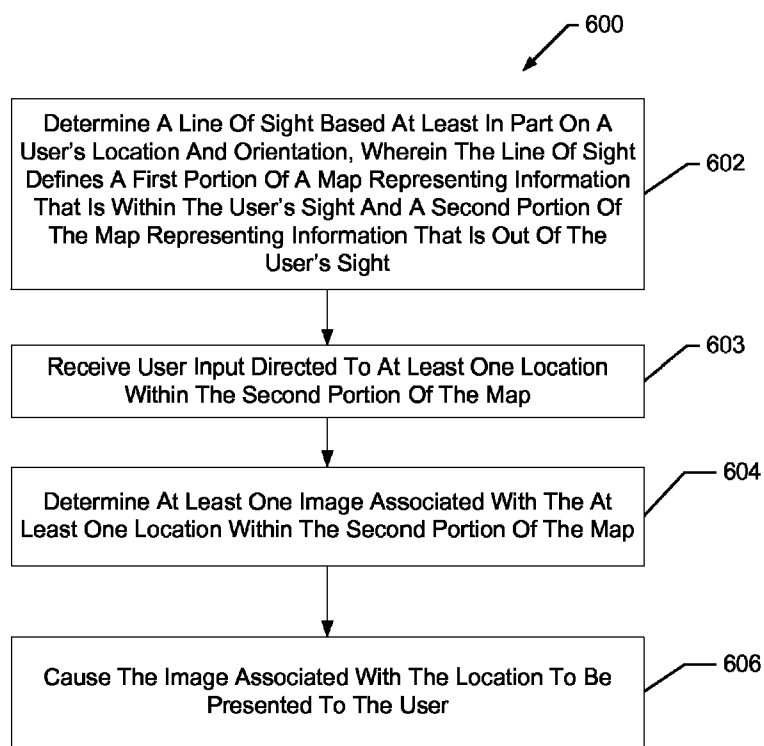 600
Determine A Line Of Sight Based At Least In Part On A
User's Location And Orientation, Wherein The Line Of Sight
Defines A First Portion Of A Map Representing Information
That Is Within The User's Sight And A Second Portion Of
The Map Representing Information That Is Out Of The
User's Sight
602
Receive User Input Directed To At Least One Location
Within The Second Portion Of The Map
603
Determine At Least One Image Associated With The At
Least One Location Within The Second Portion Of The Map
604
Cause The Image Associated With The Location To Be
Presented To The User
606